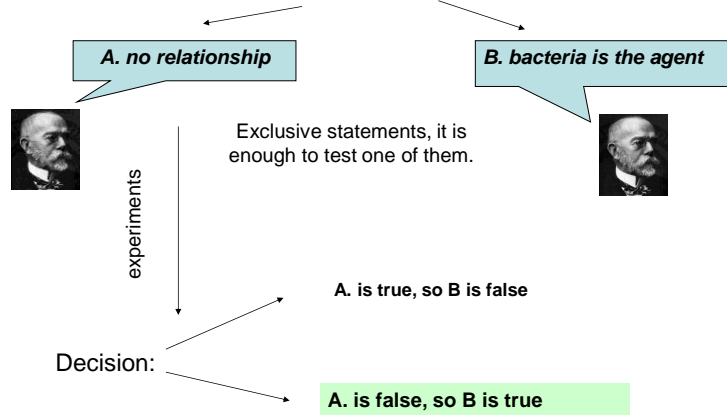 A. no relationship
B. bacteria is the agent
Exclusive statements, it is
enough to test one of them.
experiments
A. is true, so B is false
Decision:
A. is false, so B is true